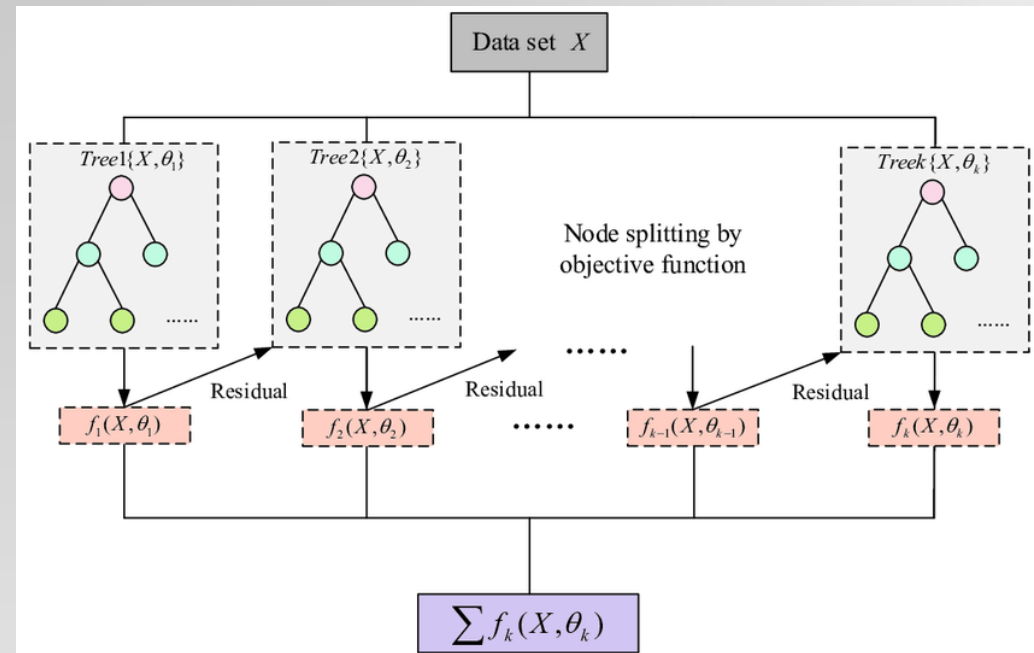 Data set X
Tree1{X,θ₁}
Tree2{X,θ₂}
Treek{X,θₖ}
Node splitting by
objective function
......
......
......
......
Residual
Residual
Residual
f₁(X,θ₁)
f₂(X,θ₂)
......
fₖ₋₁(X,θₖ₋₁)
fₖ(X,θₖ)
∑fₖ(X,θₖ)